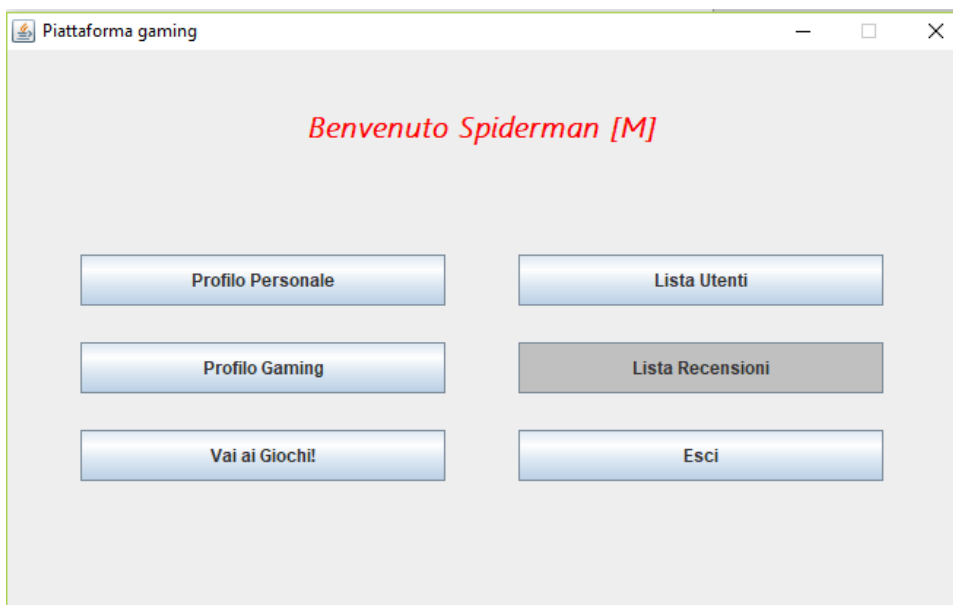 Piattaforma gaming
Benvenuto Spiderman [M]
Profilo Personale
Lista Utenti
Profilo Gaming
Lista Recensioni
Vai ai Giochi!
Esci